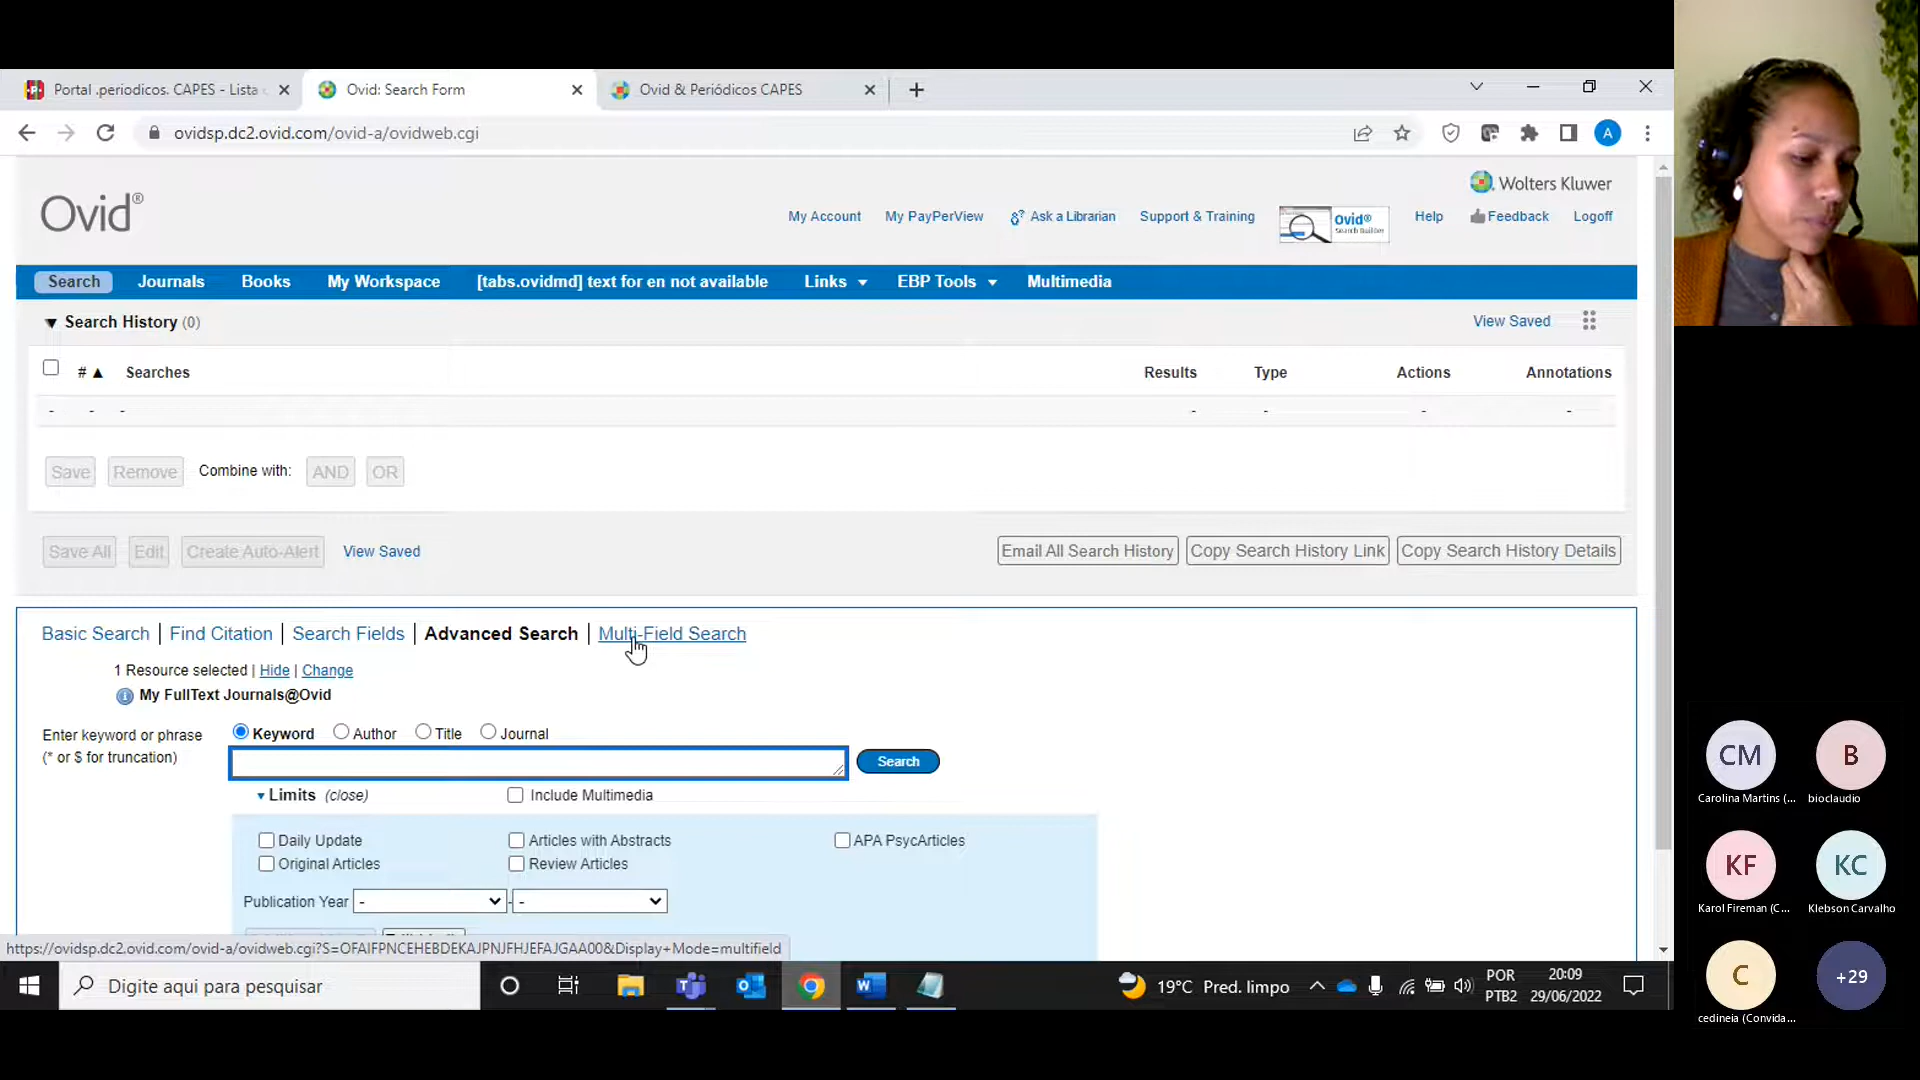 Portal .periodicos. CAPES - Lista
Ovid: Search Form
Ovid & Periódicos CAPES
ovidsp.dc2.ovid.com/ovid-a/ovidweb.cgi
A
Ovid®
Wolters Kluwer
My Account
My PayPerView
Ask a Librarian
Support & Training
Ovid®
Search Builder
Help
Feedback
Logoff
Search
Journals
Books
My Workspace
[tabs.ovidmd] text for en not available
Links
EBP Tools
Multimedia
Search History (0)
View Saved
# ▲
Searches
Results
Type
Actions
Annotations
- - - - - - -
Save
Remove
Combine with:
AND
OR
Save All
Edit
Create Auto-Alert
View Saved
Email All Search History
Copy Search History Link
Copy Search History Details
Basic Search | Find Citation | Search Fields | Advanced Search | Multi-Field Search
1 Resource selected | Hide | Change
My FullText Journals@Ovid
Enter keyword or phrase
(* or $ for truncation)
Keyword
Author
Title
Journal
Search
Limits (close)
Include Multimedia
Daily Update
Articles with Abstracts
APA PsycArticles
Original Articles
Review Articles
Publication Year - - -
https://ovidsp.dc2.ovid.com/ovid-a/ovidweb.cgi?S=OFAIFPNCEHEBDEKAJPNJFHJEFAJGAA00&Display+Mode=multifield
Digite aqui para pesquisar
19°C Pred. limpo
POR
PTB2
20:09
29/06/2022
CM
Carolina Martins (...
B
bioclaudio
KF
Karol Fireman (C...
KC
Klebson Carvalho
C
cedineia (Convida...
+29